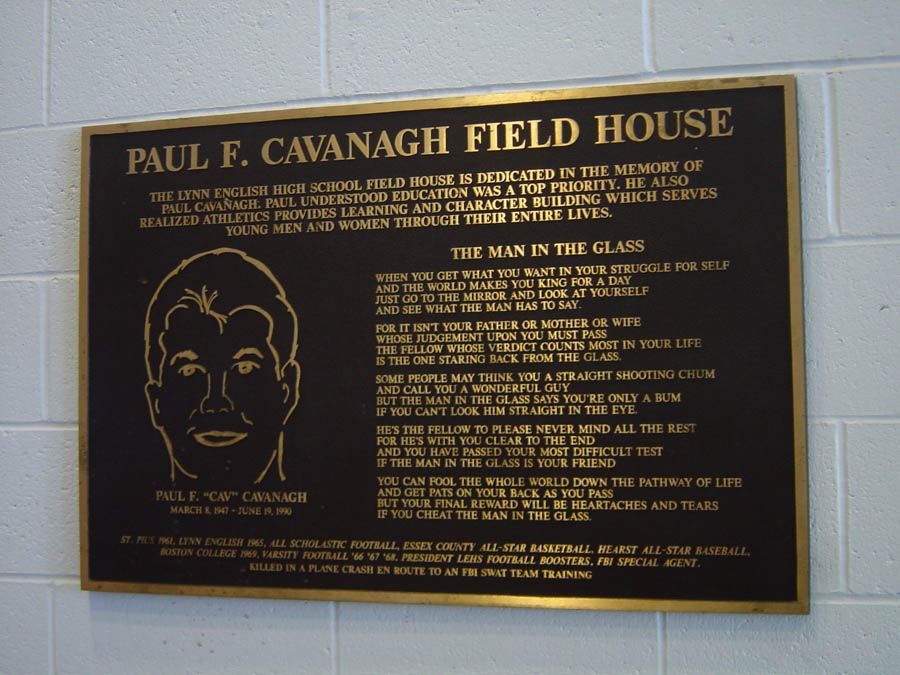 PAUL F. CAVANAGH FIELD HOUSE
THE LYNN ENGLISH HIGH SCHOOL FIELD HOUSE IS DEDICATED IN THE MEMORY OF
PAUL CAVANAGH. PAUL UNDERSTOOD EDUCATION WAS A TOP PRIORITY. HE ALSO
REALIZED ATHLETICS PROVIDES LEARNING AND CHARACTER BUILDING WHICH SERVES
YOUNG MEN AND WOMEN THROUGH THEIR ENTIRE LIVES.
THE MAN IN THE GLASS
WHEN YOU GET WHAT YOU WANT IN YOUR STRUGGLE FOR SELF
AND THE WORLD MAKES YOU KING FOR A DAY
JUST GO TO THE MIRROR AND LOOK AT YOURSELF
AND SEE WHAT THE MAN HAS TO SAY.
FOR IT ISN'T YOUR FATHER OR MOTHER OR WIFE
WHOSE JUDGEMENT UPON YOU MUST PASS
THE FELLOW WHOSE VERDICT COUNTS MOST IN YOUR LIFE
IS THE ONE STARING BACK FROM THE GLASS.
SOME PEOPLE MAY THINK YOU A STRAIGHT SHOOTING CHUM
AND CALL YOU A WONDERFUL GUY
BUT THE MAN IN THE GLASS SAYS YOU'RE ONLY A BUM
IF YOU CAN'T LOOK HIM STRAIGHT IN THE EYE.
HE'S THE FELLOW TO PLEASE NEVER MIND ALL THE REST
FOR HE'S WITH YOU CLEAR TO THE END
AND YOU HAVE PASSED YOUR MOST DIFFICULT TEST
IF THE MAN IN THE GLASS IS YOUR FRIEND
YOU CAN FOOL THE WHOLE WORLD DOWN THE PATHWAY OF LIFE
AND GET PATS ON YOUR BACK AS YOU PASS
BUT YOUR FINAL REWARD WILL BE HEARTACHES AND TEARS
IF YOU CHEAT THE MAN IN THE GLASS.
PAUL F. "CAV" CAVANAGH
MARCH 8, 1947 - JUNE 19, 1990
ST. PIUS 1961, LYNN ENGLISH 1965, ALL SCHOLASTIC FOOTBALL, ESSEX COUNTY ALL-STAR BASKETBALL, HEARST ALL-STAR BASEBALL,
BOSTON COLLEGE 1969, VARSITY FOOTBALL '66 '67 '68, PRESIDENT LEHS FOOTBALL BOOSTERS, FBI SPECIAL AGENT.
... KILLED IN A PLANE CRASH EN ROUTE TO AN FBI SWAT TEAM TRAINING